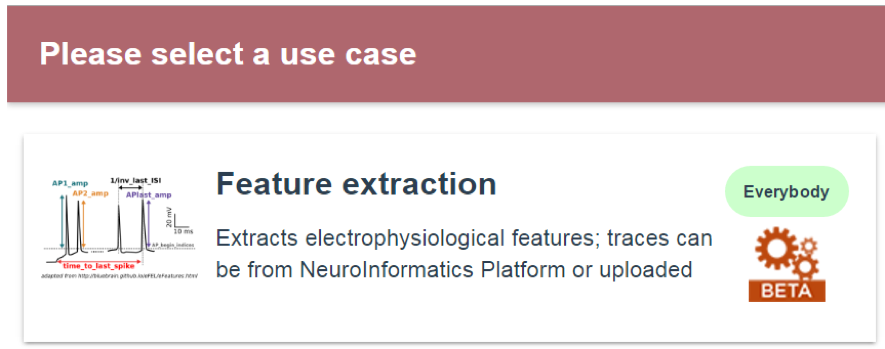 Please select a use case
AP1_amp
1/inv_last_ISI
AP2_amp
APlast_amp
20 mV
10 ms
AP_begin_indices
time_to_last_spike
adapted from http://bluebrain.github.io/eFEL/eFeatures.html
Feature extraction
Extracts electrophysiological features; traces can
be from NeuroInformatics Platform or uploaded
Everybody
BETA